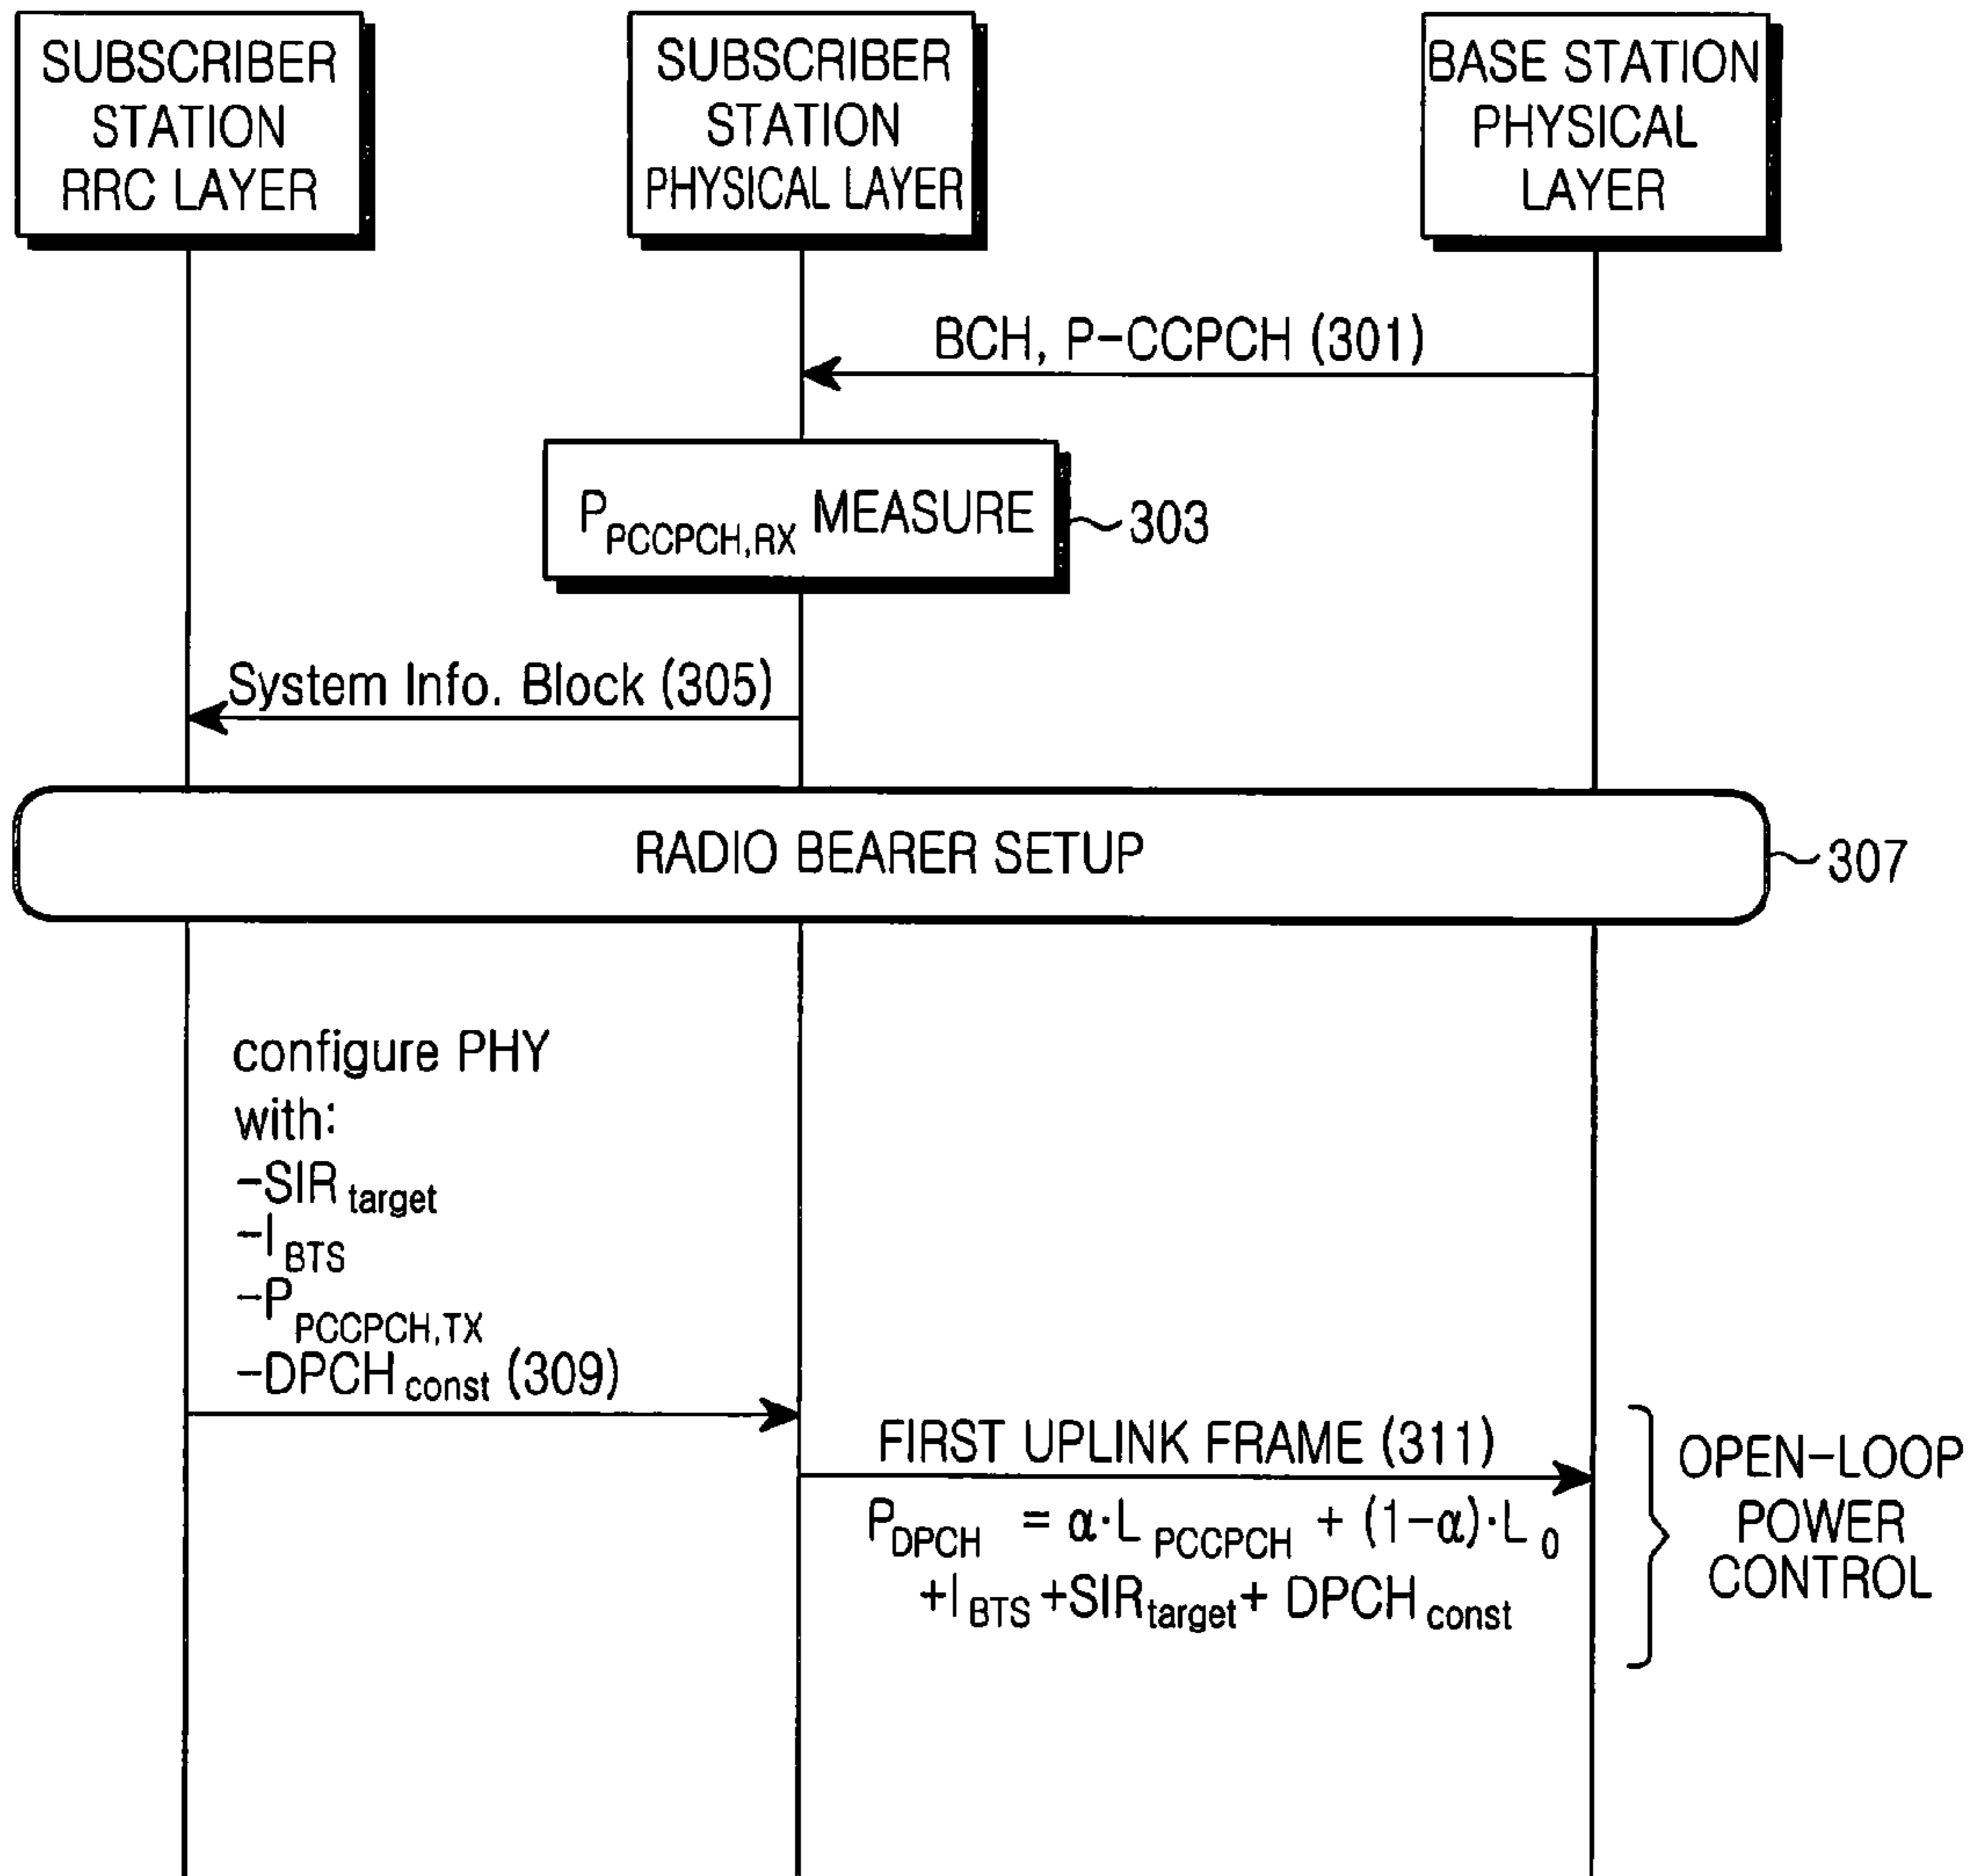 SUBSCRIBER
STATION
RRC LAYER
SUBSCRIBER
STATION
PHYSICAL LAYER
BASE STATION
PHYSICAL
LAYER
BCH, P-CCPCH (301)
P PCCPCH,RX MEASURE
303
System Info. Block (305)
RADIO BEARER SETUP
307
configure PHY
with:
-SIR target
-I BTS
-P PCCPCH,TX
-DPCH const (309)
FIRST UPLINK FRAME (311)
P DPCH = α·L PCCPCH + (1-α)·L 0
+I BTS +SIR target + DPCH const
OPEN-LOOP
POWER
CONTROL